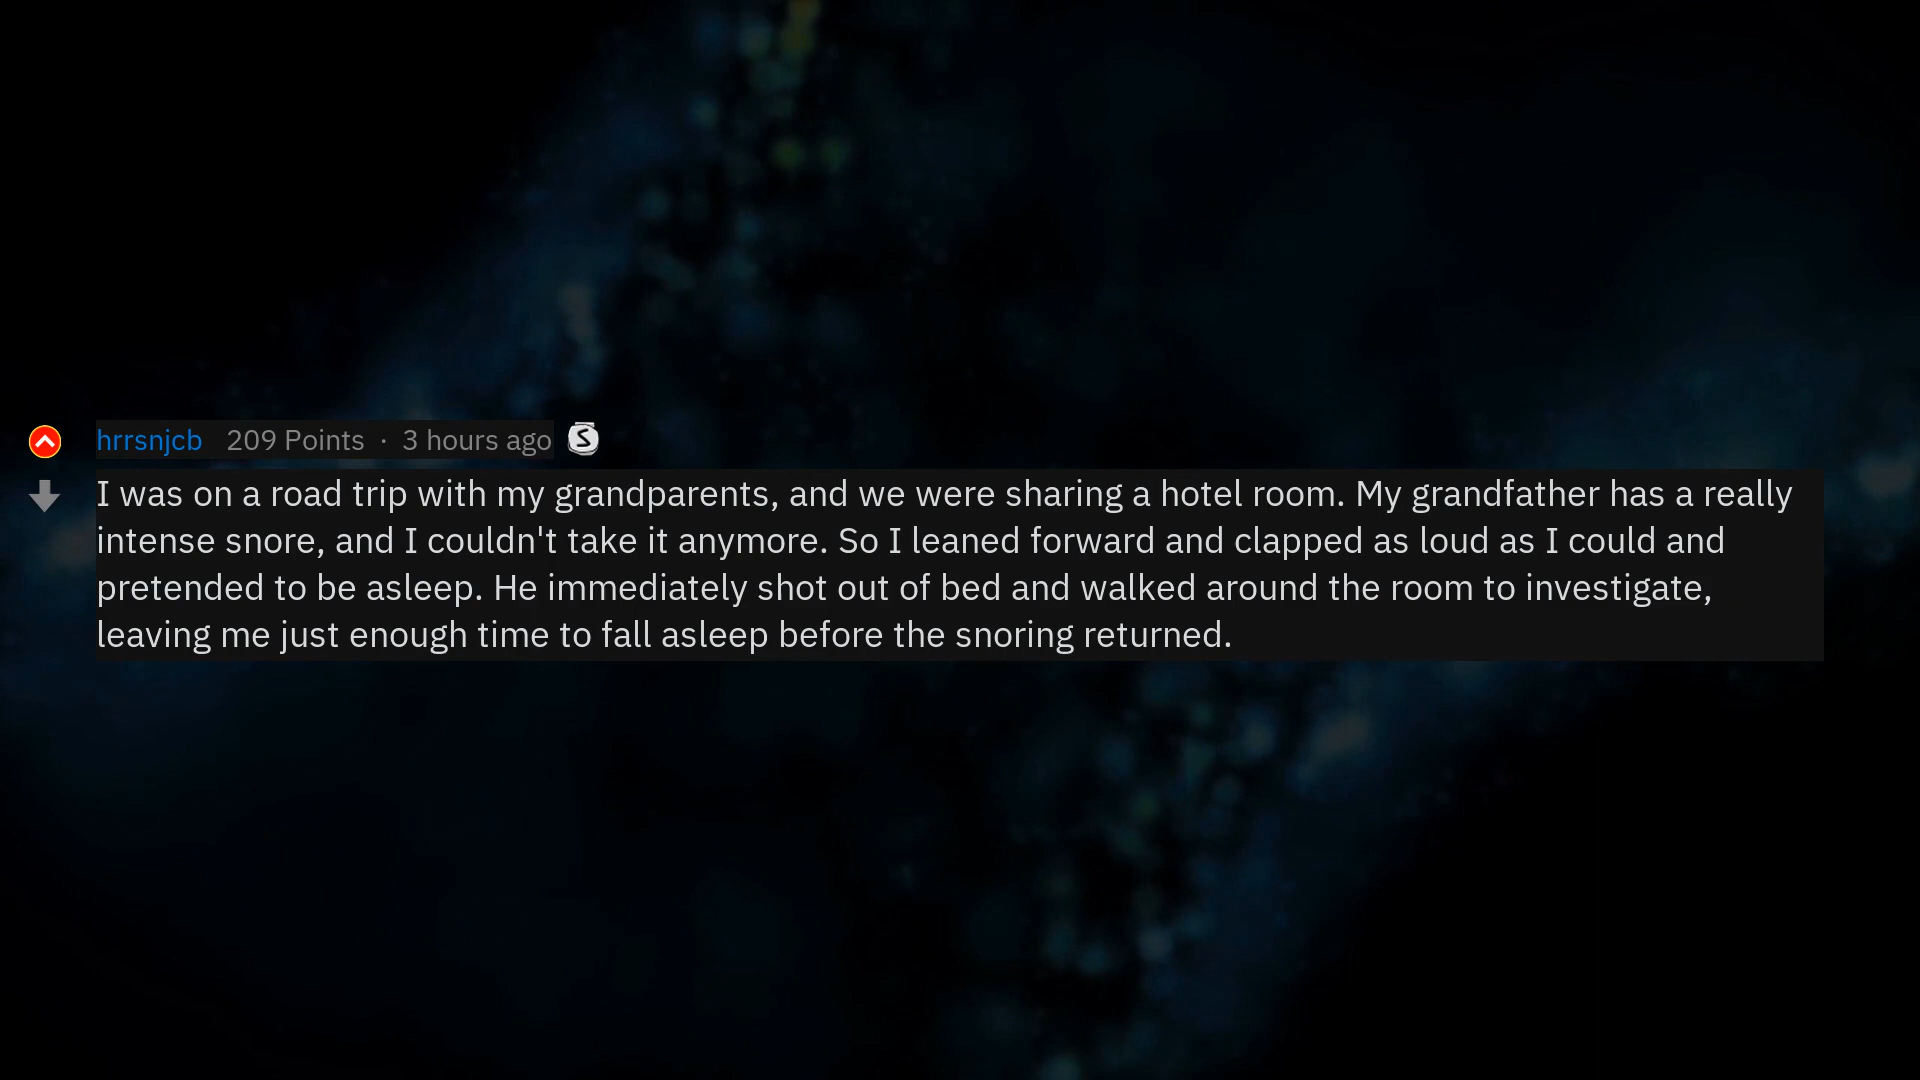 hrrsnjcb 209 Points · 3 hours ago S
I was on a road trip with my grandparents, and we were sharing a hotel room. My grandfather has a really
intense snore, and I couldn't take it anymore. So I leaned forward and clapped as loud as I could and
pretended to be asleep. He immediately shot out of bed and walked around the room to investigate,
leaving me just enough time to fall asleep before the snoring returned.